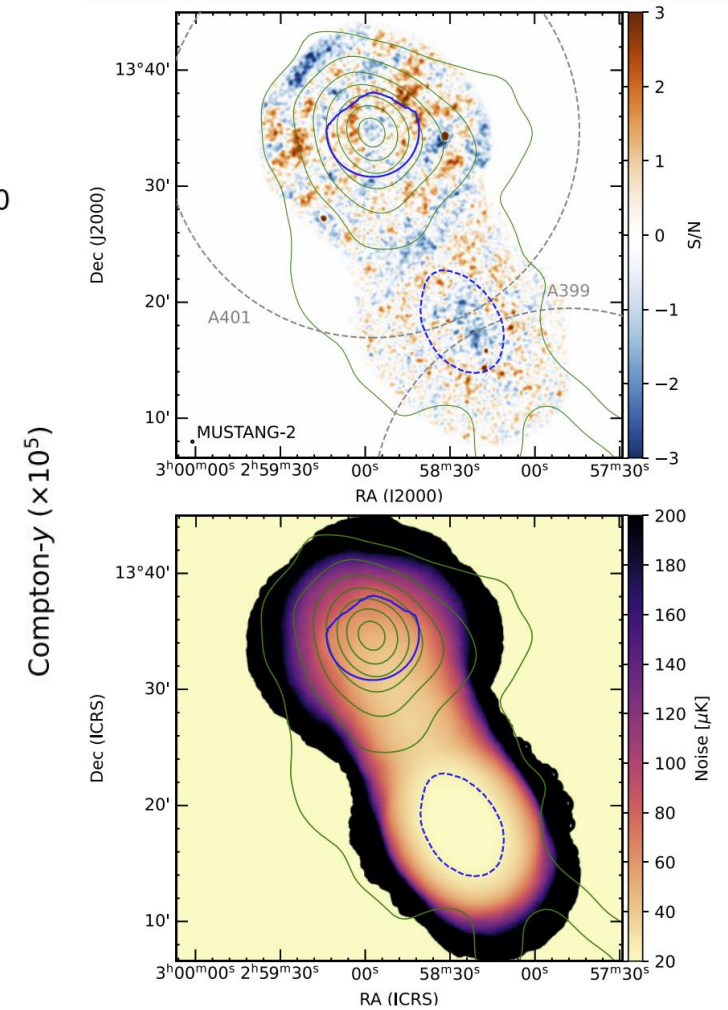 0
Compton-y (×10⁵)
Dec (J2000)
13°40'
30'
20'
10'
A401
A399
MUSTANG-2
3ʰ00ᵐ00ˢ 2ʰ59ᵐ30ˢ 00ˢ 58ᵐ30ˢ 00ˢ 57ᵐ30ˢ
RA (J2000)
3
2
1
0
−1
−2
−3
S/N
Dec (ICRS)
13°40'
30'
20'
10'
3ʰ00ᵐ00ˢ 2ʰ59ᵐ30ˢ 00ˢ 58ᵐ30ˢ 00ˢ 57ᵐ30ˢ
RA (ICRS)
200
180
160
140
120
100
80
60
40
20
Noise [μK]